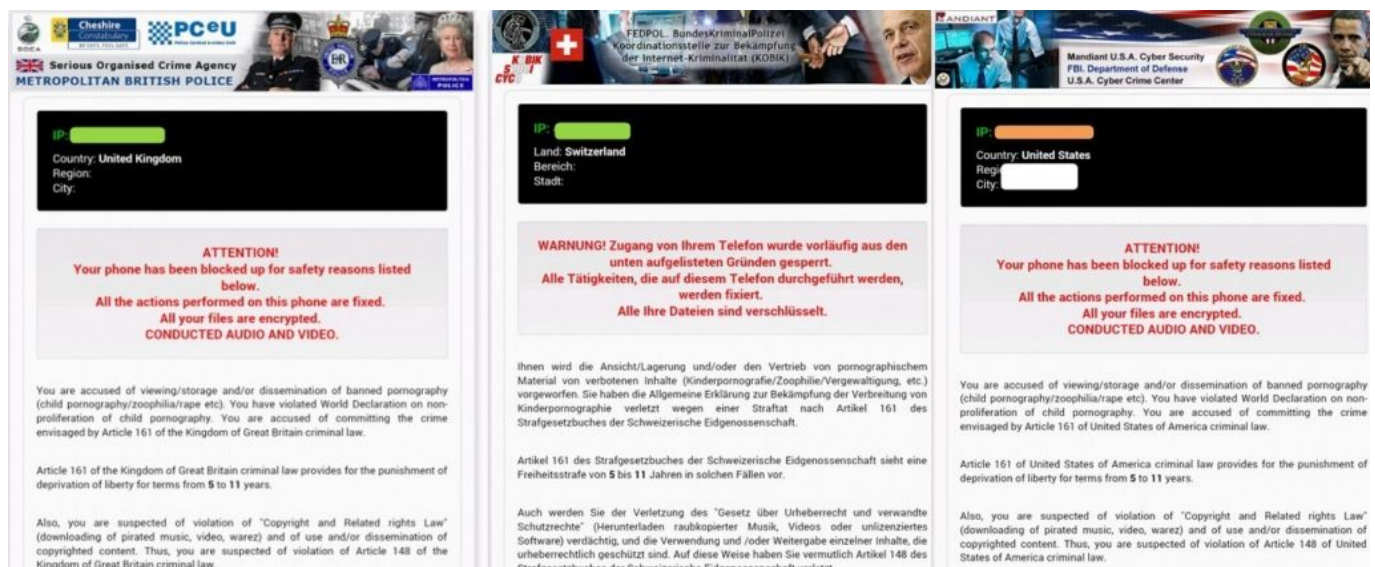 SOCA
Cheshire
Constabulary
PCeU
Serious Organised Crime Agency
METROPOLITAN BRITISH POLICE
METROPOLITAN
POLICE
IP:
Country: United Kingdom
Region:
City:
ATTENTION!
Your phone has been blocked up for safety reasons listed
below.
All the actions performed on this phone are fixed.
All your files are encrypted.
CONDUCTED AUDIO AND VIDEO.
You are accused of viewing/storage and/or dissemination of banned pornography
(child pornography/zoophilia/rape etc). You have violated World Declaration on non-
proliferation of child pornography. You are accused of committing the crime
envisaged by Article 161 of the Kingdom of Great Britain criminal law.
Article 161 of the Kingdom of Great Britain criminal law provides for the punishment of
deprivation of liberty for terms from 5 to 11 years.
Also, you are suspected of violation of "Copyright and Related rights Law"
(downloading of pirated music, video, warez) and of use and/or dissemination of
copyrighted content. Thus, you are suspected of violation of Article 148 of the
Kingdom of Great Britain criminal law.
FEDPOL. BundesKriminalPolizei
Koordinationsstelle zur Bekämpfung
der Internet-Kriminalität (KOBIK)
IP:
Land: Switzerland
Bereich:
Stadt:
WARNUNG! Zugang von Ihrem Telefon wurde vorläufig aus den
unten aufgelisteten Gründen gesperrt.
Alle Tätigkeiten, die auf diesem Telefon durchgeführt werden,
werden fixiert.
Alle Ihre Dateien sind verschlüsselt.
Ihnen wird die Ansicht/Lagerung und/oder den Vertrieb von pornographischem
Material von verbotenen Inhalte (Kinderpornografie/Zoophilie/Vergewaltigung, etc.)
vorgeworfen. Sie haben die Allgemeine Erklärung zur Bekämpfung der Verbreitung von
Kinderpornographie verletzt wegen einer Straftat nach Artikel 161 des
Strafgesetzbuches der Schweizerische Eidgenossenschaft.
Artikel 161 des Strafgesetzbuches der Schweizerische Eidgenossenschaft sieht eine
Freiheitsstrafe von 5 bis 11 Jahren in solchen Fällen vor.
Auch werden Sie der Verletzung des "Gesetz über Urheberrecht und verwandte
Schutzrechte" (Herunterladen raubkopierter Musik, Videos oder unlizenziertes
Software) verdächtig, und die Verwendung und /oder Weitergabe einzelner Inhalte, die
urheberrechtlich geschützt sind. Auf diese Weise haben Sie vermutlich Artikel 148 des
Strafgesetzbuches der Schweizerische Eidgenossenschaft verletzt.
MANDIANT
Mandiant U.S.A. Cyber Security
FBI. Department of Defense
U.S.A. Cyber Crime Center
IP:
Country: United States
Regi
City:
ATTENTION!
Your phone has been blocked up for safety reasons listed
below.
All the actions performed on this phone are fixed.
All your files are encrypted.
CONDUCTED AUDIO AND VIDEO.
You are accused of viewing/storage and/or dissemination of banned pornography
(child pornography/zoophilia/rape etc). You have violated World Declaration on non-
proliferation of child pornography. You are accused of committing the crime
envisaged by Article 161 of United States of America criminal law.
Article 161 of United States of America criminal law provides for the punishment of
deprivation of liberty for terms from 5 to 11 years.
Also, you are suspected of violation of "Copyright and Related rights Law"
(downloading of pirated music, video, warez) and of use and/or dissemination of
copyrighted content. Thus, you are suspected of violation of Article 148 of United
States of America criminal law.